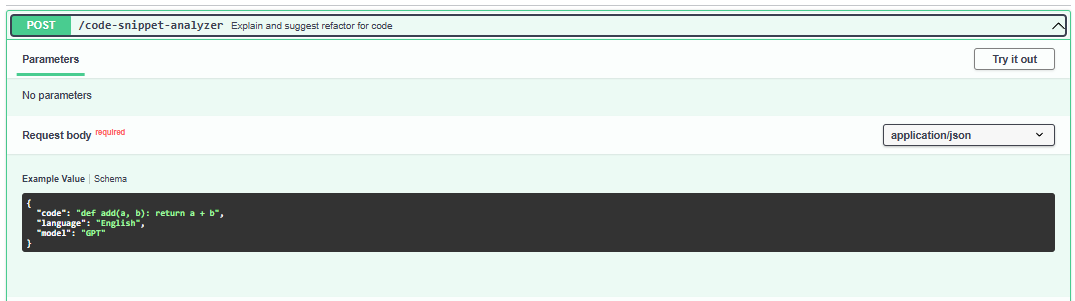 POST /code-snippet-analyzer Explain and suggest refactor for code
Parameters Try it out
No parameters
Request body required application/json
Example Value | Schema
{
  "code": "def add(a, b): return a + b",
  "language": "English",
  "model": "GPT"
}